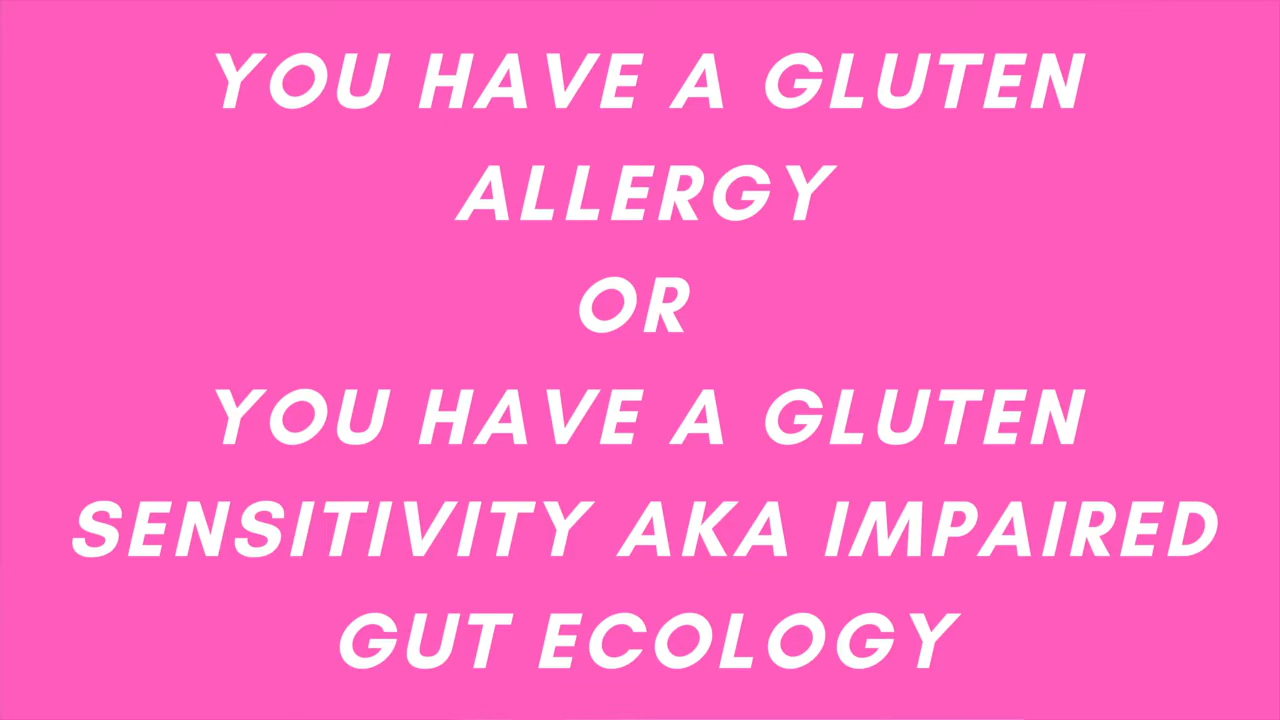 YOU HAVE A GLUTEN
ALLERGY
OR
YOU HAVE A GLUTEN
SENSITIVITY AKA IMPAIRED
GUT ECOLOGY